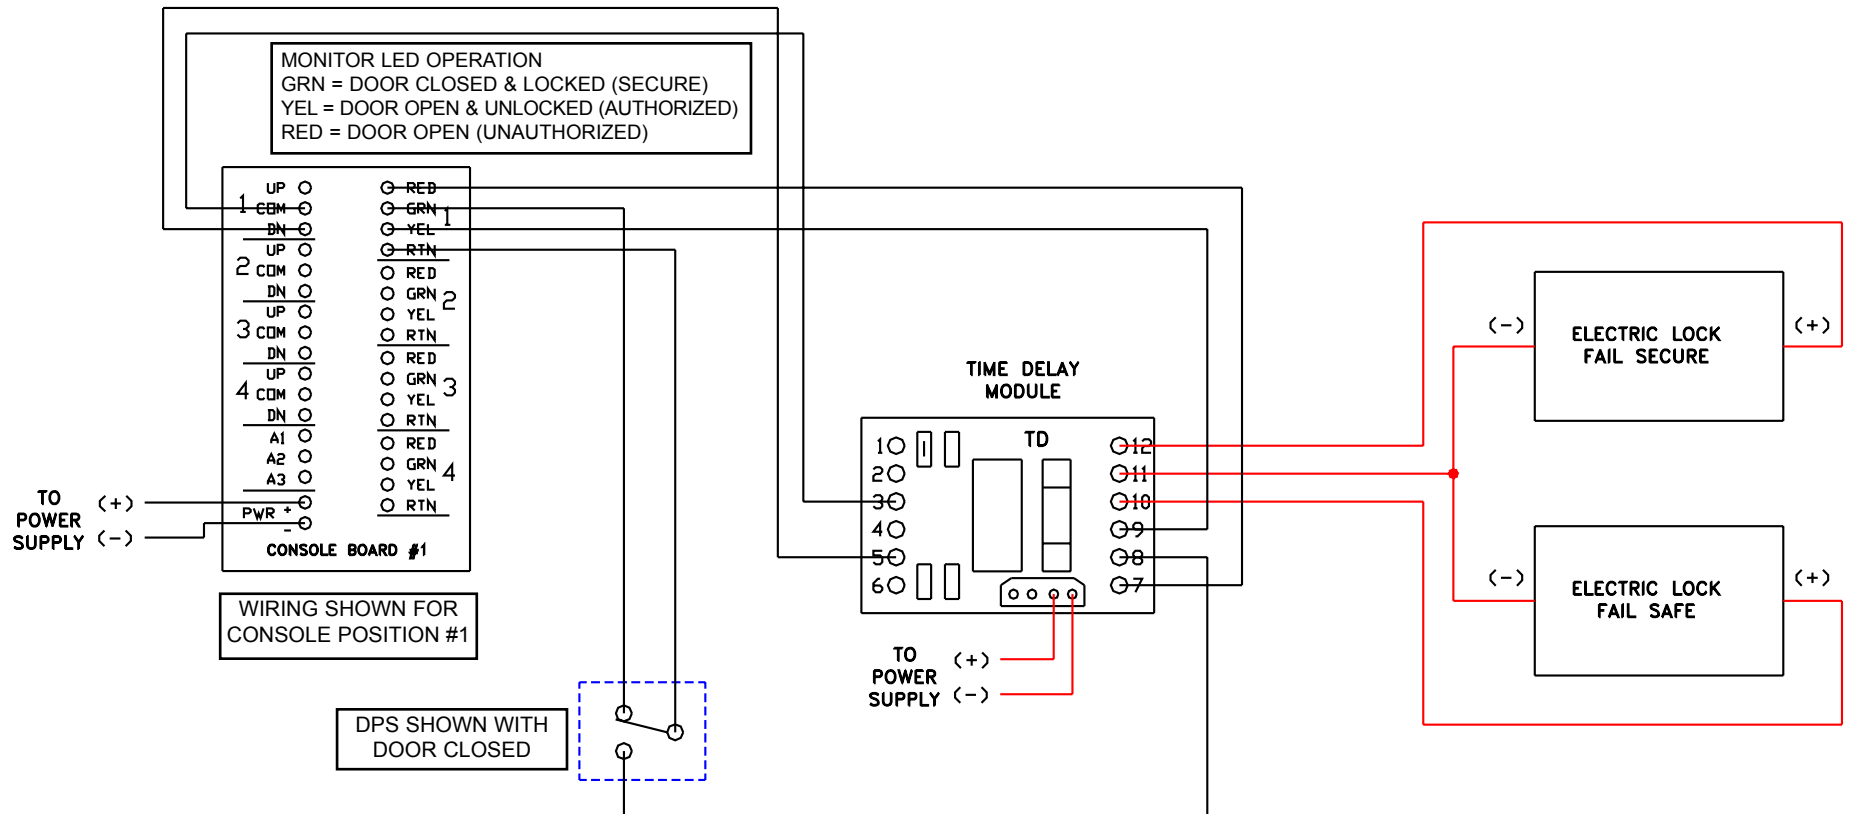 MONITOR LED OPERATION
GRN = DOOR CLOSED & LOCKED (SECURE)
YEL = DOOR OPEN & UNLOCKED (AUTHORIZED)
RED = DOOR OPEN (UNAUTHORIZED)
1
UP
COM
DN
2
UP
COM
DN
3
UP
COM
DN
4
UP
COM
DN
A1
A2
A3
PWR +
-
RED
GRN
YEL
RTN
1
RED
GRN
YEL
RTN
2
RED
GRN
YEL
RTN
3
RED
GRN
YEL
RTN
4
CONSOLE BOARD #1
TO
POWER
SUPPLY
(+)
(-)
WIRING SHOWN FOR
CONSOLE POSITION #1
DPS SHOWN WITH
DOOR CLOSED
TIME DELAY
MODULE
TD
1
2
3
4
5
6
12
11
10
9
8
7
TO
POWER
SUPPLY
(+)
(-)
(-)
ELECTRIC LOCK
FAIL SECURE
(+)
(-)
ELECTRIC LOCK
FAIL SAFE
(+)